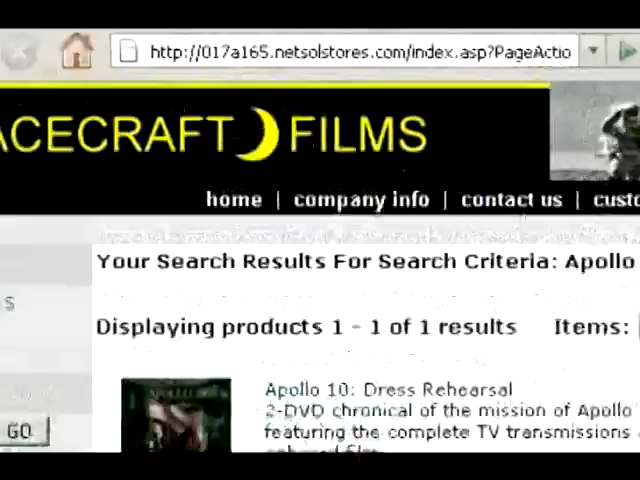 http://017a165.netsolstores.com/index.asp?PageActio
ACECRAFT FILMS
home | company info | contact us | custo
Your Search Results For Search Criteria: Apollo
S
Displaying products 1 - 1 of 1 results Items:
Apollo 10: Dress Rehearsal
2-DVD chronical of the mission of Apollo
featuring the complete TV transmissions
GO